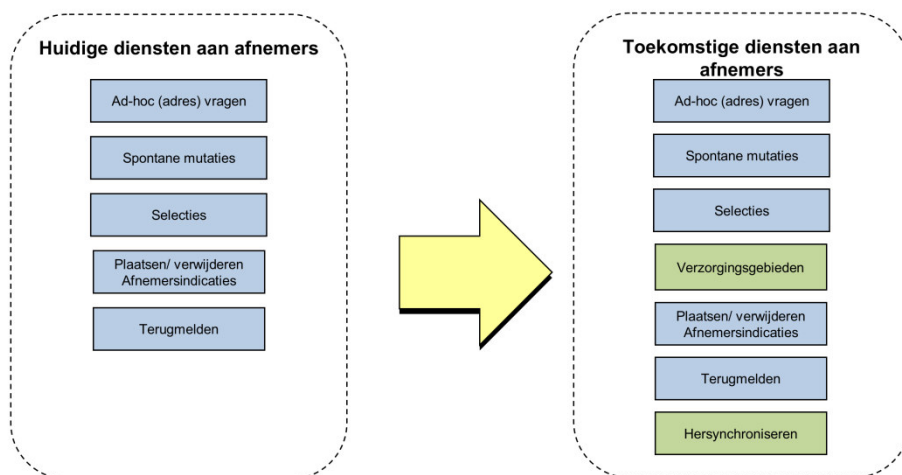 Huidige diensten aan afnemers
Ad-hoc (adres) vragen
Spontane mutaties
Selecties
Plaatsen/ verwijderen
Afnemersindicaties
Terugmelden
Toekomstige diensten aan
afnemers
Ad-hoc (adres) vragen
Spontane mutaties
Selecties
Verzorgingsgebieden
Plaatsen/ verwijderen
Afnemersindicaties
Terugmelden
Hersynchroniseren